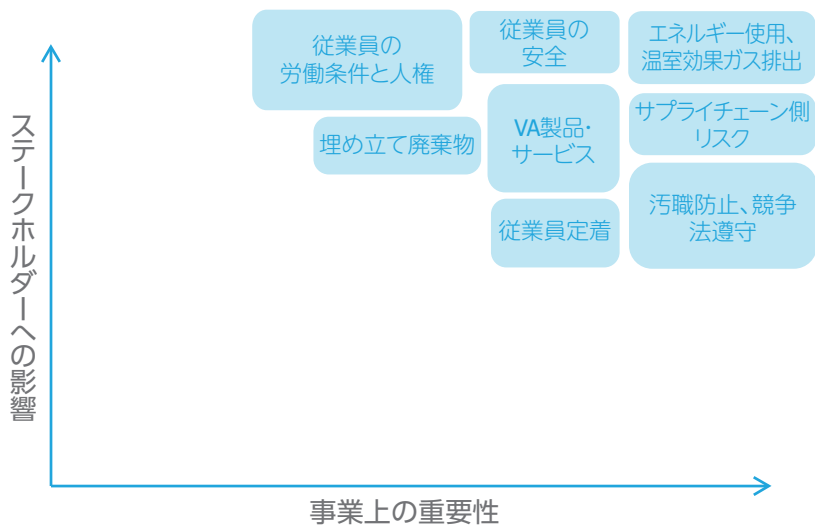 従業員の
労働条件と人権
従業員の
安全
エネルギー使用、
温室効果ガス排出
埋め立て廃棄物
VA製品・
サービス
サプライチェーン側
リスク
従業員定着
汚職防止、競争
法遵守
ステークホルダーへの影響
事業上の重要性